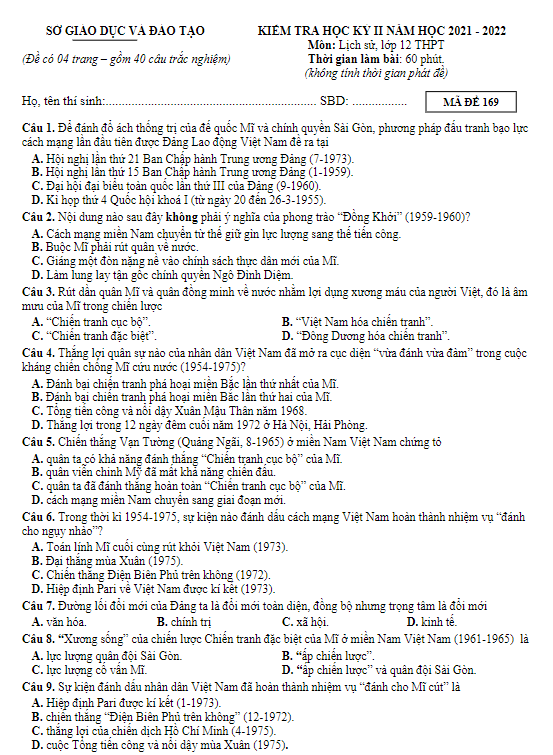 SỞ GIÁO DỤC VÀ ĐÀO TẠO
KIỂM TRA HỌC KỲ II NĂM HỌC 2021 - 2022
Môn: Lịch sử, lớp 12 THPT
(Đề có 04 trang – gồm 40 câu trắc nghiệm)
Thời gian làm bài: 60 phút.
(không tính thời gian phát đề)
Họ, tên thí sinh:............................................................... SBD: .................
MÃ ĐỀ 169
Câu 1. Để đánh đổ ách thống trị của đế quốc Mĩ và chính quyền Sài Gòn, phương pháp đấu tranh bạo lực
cách mạng lần đầu tiên được Đảng Lao động Việt Nam đề ra tại
A. Hội nghị lần thứ 21 Ban Chấp hành Trung ương Đảng (7-1973).
B. Hội nghị lần thứ 15 Ban Chấp hành Trung ương Đảng (1-1959).
C. Đại hội đại biểu toàn quốc lần thứ III của Đảng (9-1960).
D. Kì họp thứ 4 Quốc hội khoá I (từ ngày 20 đến 26-3-1955).
Câu 2. Nội dung nào sau đây không phải ý nghĩa của phong trào “Đồng Khởi” (1959-1960)?
A. Cách mạng miền Nam chuyển từ thế giữ gìn lực lượng sang thế tiến công.
B. Buộc Mĩ phải rút quân về nước.
C. Giáng một đòn nặng nề vào chính sách thực dân mới của Mĩ.
D. Làm lung lay tận gốc chính quyền Ngô Đình Diệm.
Câu 3. Rút dần quân Mĩ và quân đồng minh về nước nhằm lợi dụng xương máu của người Việt, đó là âm
mưu của Mĩ trong chiến lược
A. “Chiến tranh cục bộ”. B. “Việt Nam hóa chiến tranh”.
C. “Chiến tranh đặc biệt”. D. “Đông Dương hóa chiến tranh”.
Câu 4. Thắng lợi quân sự nào của nhân dân Việt Nam đã mở ra cục diện “vừa đánh vừa đàm” trong cuộc
kháng chiến chống Mĩ cứu nước (1954-1975)?
A. Đánh bại chiến tranh phá hoại miền Bắc lần thứ nhất của Mĩ.
B. Đánh bại chiến tranh phá hoại miền Bắc lần thứ hai của Mĩ.
C. Tổng tiến công và nổi dậy Xuân Mậu Thân năm 1968.
D. Thắng lợi trong 12 ngày đêm cuối năm 1972 ở Hà Nội, Hải Phòng.
Câu 5. Chiến thắng Vạn Tường (Quảng Ngãi, 8-1965) ở miền Nam Việt Nam chứng tỏ
A. quân ta có khả năng đánh thắng “Chiến tranh cục bộ” của Mĩ.
B. quân viễn chinh Mỹ đã mất khả năng chiến đấu.
C. quân ta đã đánh thắng hoàn toàn “Chiến tranh cục bộ” của Mĩ.
D. cách mạng miền Nam chuyển sang giai đoạn mới.
Câu 6. Trong thời kì 1954-1975, sự kiện nào đánh dấu cách mạng Việt Nam hoàn thành nhiệm vụ “đánh
cho ngụy nhào”?
A. Toán lính Mĩ cuối cùng rút khỏi Việt Nam (1973).
B. Đại thắng mùa Xuân (1975).
C. Chiến thắng Điện Biên Phủ trên không (1972).
D. Hiệp định Pari về Việt Nam được kí kết (1973).
Câu 7. Đường lối đổi mới của Đảng ta là đổi mới toàn diện, đồng bộ nhưng trọng tâm là đổi mới
A. văn hóa. B. chính trị C. xã hội. D. kinh tế.
Câu 8. “Xương sống” của chiến lược Chiến tranh đặc biệt của Mĩ ở miền Nam Việt Nam (1961-1965) là
A. lực lượng quân đội Sài Gòn. B. “ấp chiến lược”.
C. lực lượng cố vấn Mĩ. D. “ấp chiến lược” và quân đội Sài Gòn.
Câu 9. Sự kiện đánh dấu nhân dân Việt Nam đã hoàn thành nhiệm vụ “đánh cho Mĩ cút” là
A. Hiệp định Pari được kí kết (1-1973).
B. chiến thắng “Điện Biên Phủ trên không” (12-1972).
C. thắng lợi của chiến dịch Hồ Chí Minh (4-1975).
D. cuộc Tổng tiến công và nổi dậy mùa Xuân (1975).